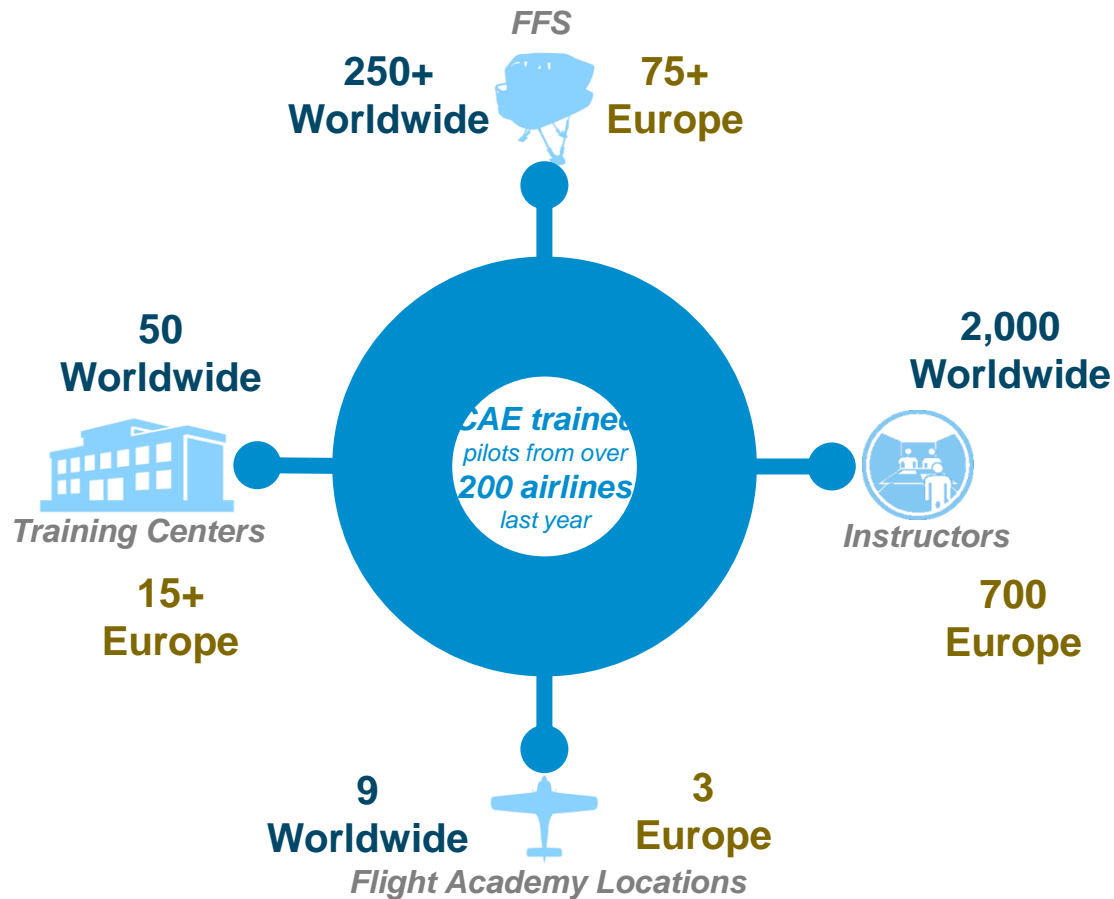 FFS
250+
Worldwide
75+
Europe
50
Worldwide
Training Centers
15+
Europe
CAE trained
pilots from over
200 airlines
last year
2,000
Worldwide
Instructors
700
Europe
9
Worldwide
3
Europe
Flight Academy Locations